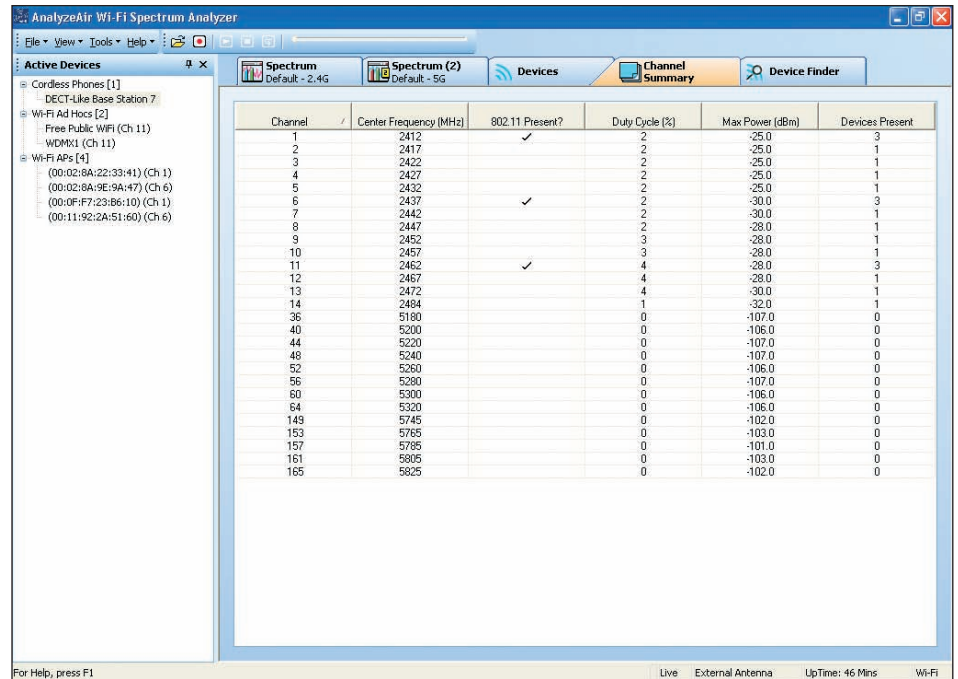 AnalyzeAir Wi-Fi Spectrum Analyzer
File View Tools Help
Active Devices
Cordless Phones [1]
DECT-Like Base Station 7
Wi-Fi Ad Hocs [2]
Free Public WiFi (Ch 11)
WDMX1 (Ch 11)
Wi-Fi APs [4]
(00:02:8A:22:33:41) (Ch 1)
(00:02:8A:9E:9A:47) (Ch 6)
(00:0F:F7:23:B6:10) (Ch 1)
(00:11:92:2A:51:60) (Ch 6)
Spectrum
Default - 2.4G
Spectrum (2)
Default - 5G
Devices
Channel Summary
Device Finder
Channel Center Frequency (MHz) 802.11 Present? Duty Cycle (%) Max Power (dBm) Devices Present
1 2412 ✓ 2 -25.0 3
2 2417 2 -25.0 1
3 2422 2 -25.0 1
4 2427 2 -25.0 1
5 2432 2 -25.0 1
6 2437 ✓ 2 -30.0 3
7 2442 2 -30.0 1
8 2447 2 -28.0 1
9 2452 3 -28.0 1
10 2457 3 -28.0 1
11 2462 ✓ 4 -28.0 3
12 2467 4 -28.0 1
13 2472 4 -30.0 1
14 2484 1 -32.0 1
36 5180 0 -107.0 0
40 5200 0 -106.0 0
44 5220 0 -107.0 0
48 5240 0 -107.0 0
52 5260 0 -106.0 0
56 5280 0 -107.0 0
60 5300 0 -106.0 0
64 5320 0 -106.0 0
149 5745 0 -102.0 0
153 5765 0 -103.0 0
157 5785 0 -101.0 0
161 5805 0 -103.0 0
165 5825 0 -102.0 0
For Help, press F1
Live External Antenna UpTime: 46 Mins Wi-Fi